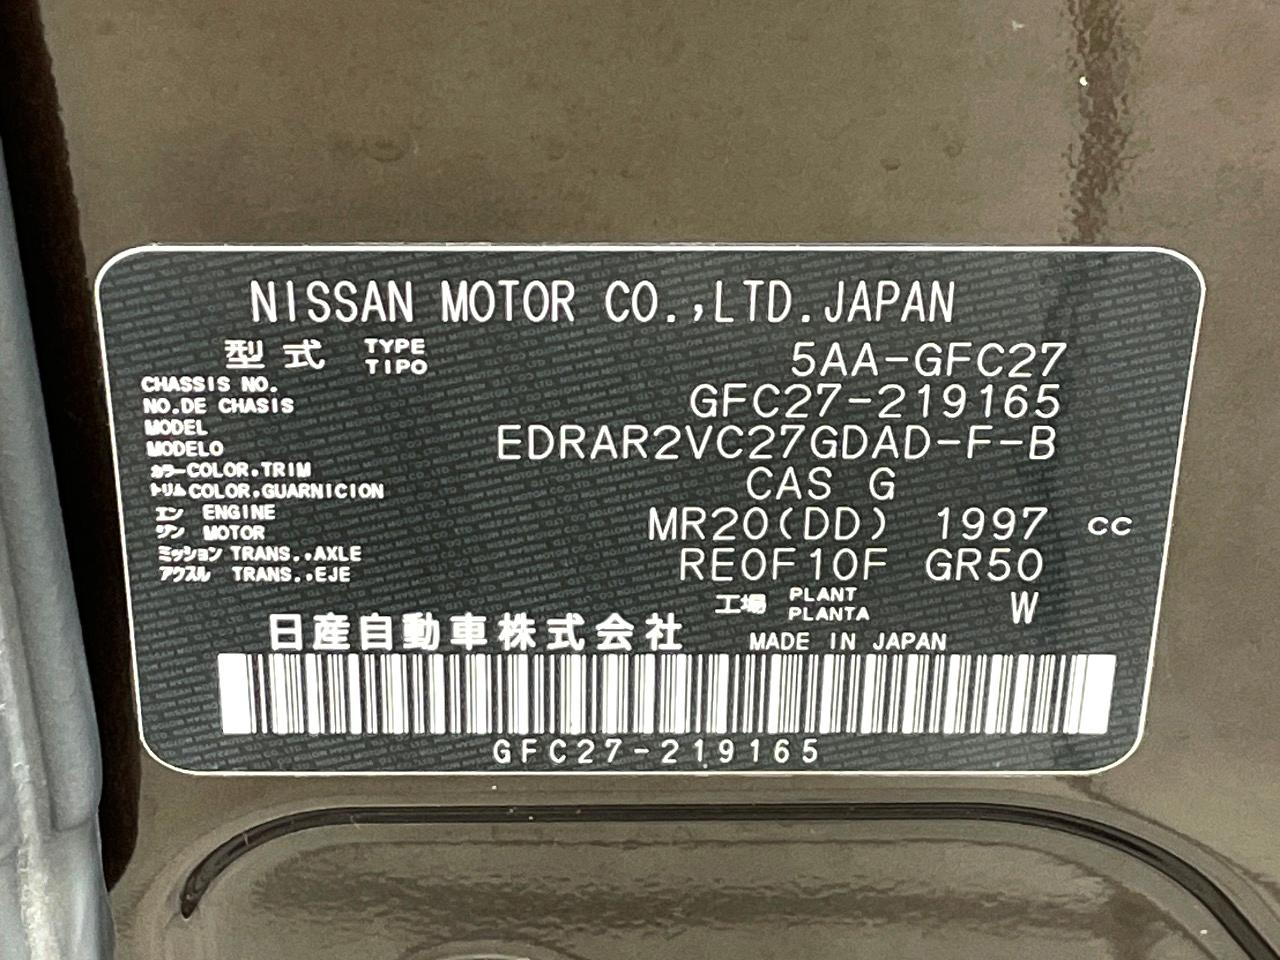 NISSAN MOTOR CO.,LTD.JAPAN
型式 TYPE TIPO 5AA-GFC27
CHASSIS NO.
NO.DE CHASIS GFC27-219165
MODEL
MODELO EDRAR2VC27GDAD-F-B
カラー COLOR.TRIM
トリム COLOR.GUARNICION CAS G
エン ENGINE
ジン MOTOR MR20(DD) 1997 cc
ミッション TRANS..AXLE
アクスル TRANS..EJE RE0F10F GR50
工場 PLANT PLANTA W
日産自動車株式会社 MADE IN JAPAN
GFC27-219165